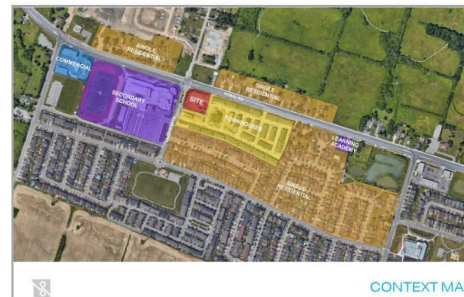 SINGLE
RESIDENTIAL
COMMERCIAL
SECONDARY
SCHOOL
SITE
SINGLE
RESIDENTIAL
LEARNING
ACADEMY
SINGLE
RESIDENTIAL
CONTEXT MA